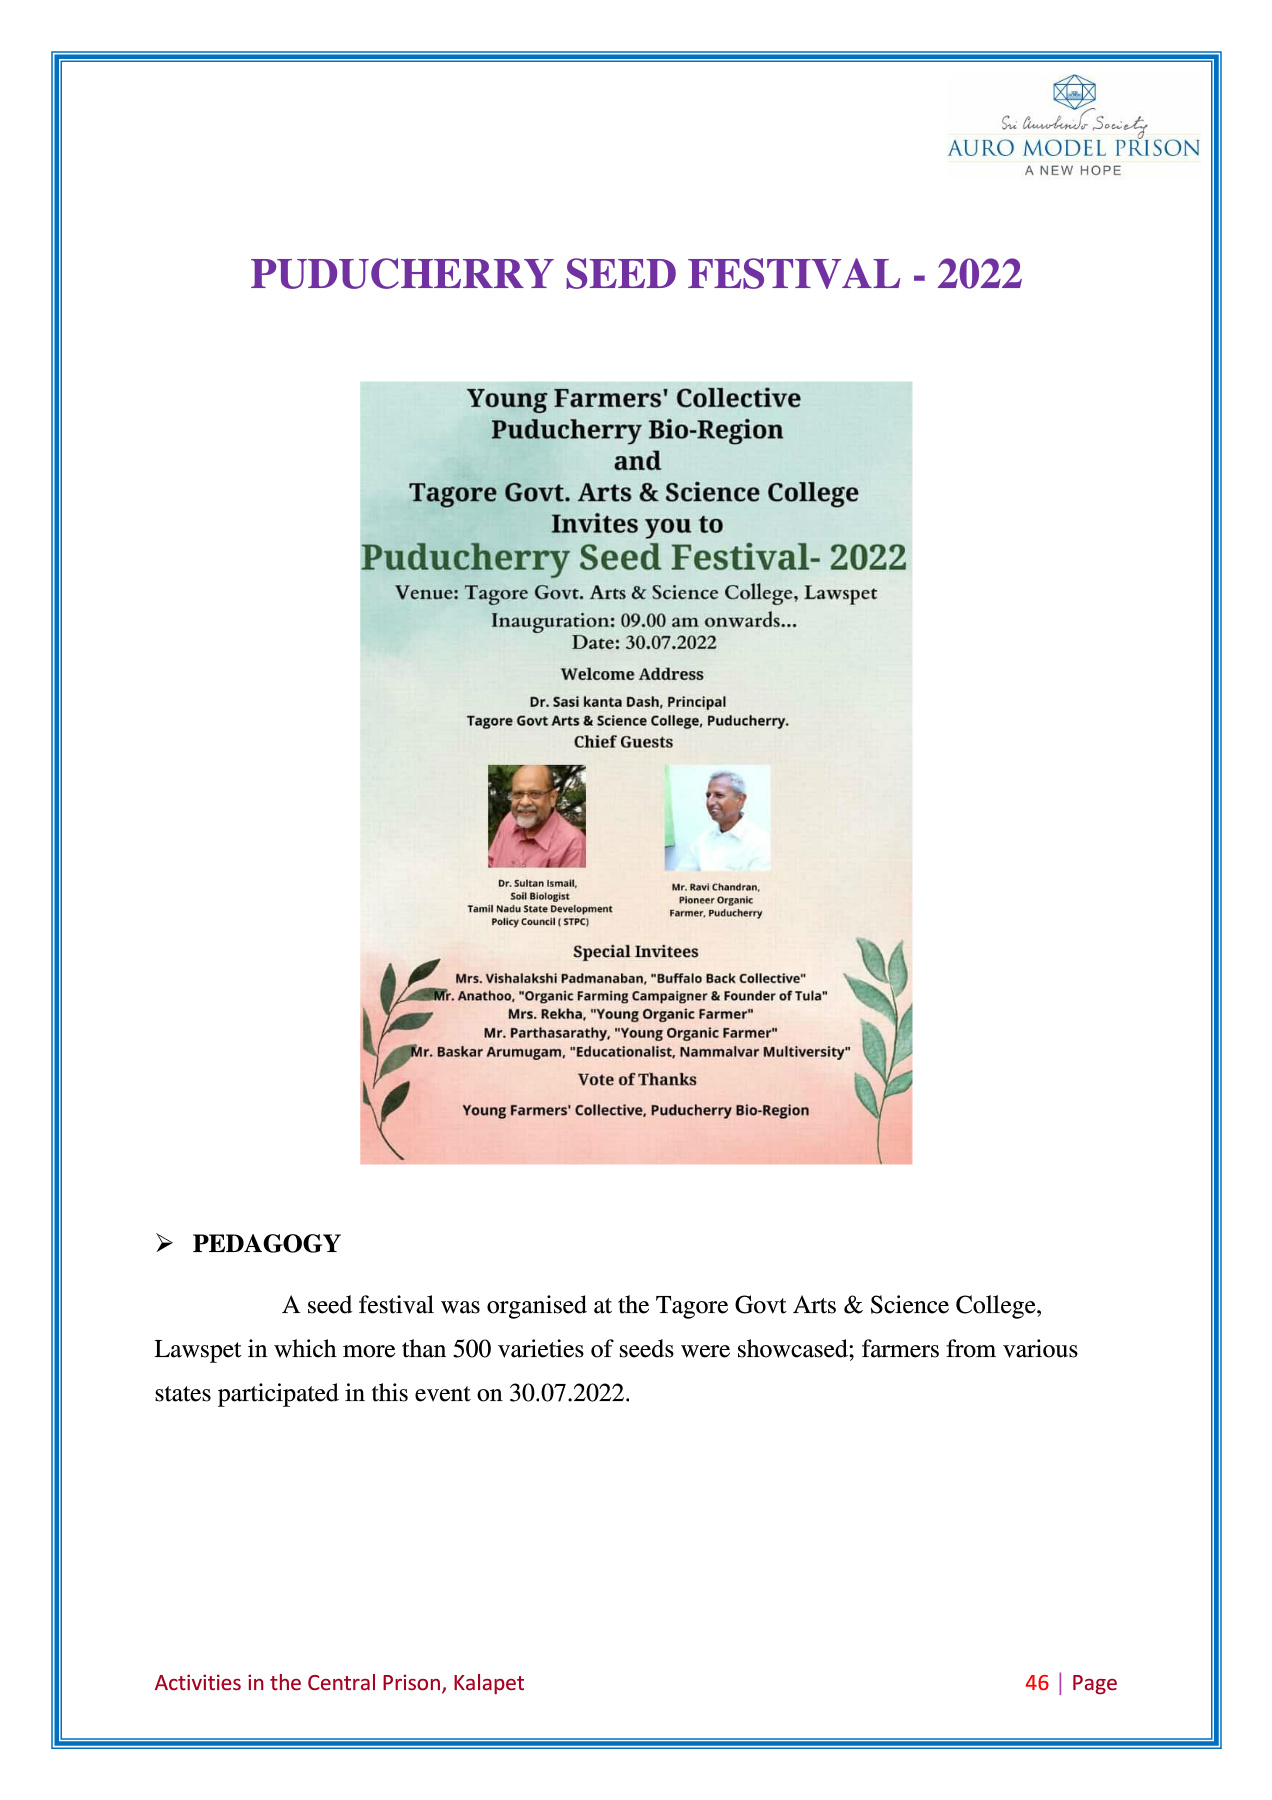 Sri Aurobindo Society
AURO MODEL PRISON
A NEW HOPE
PUDUCHERRY SEED FESTIVAL - 2022
Young Farmers' Collective
Puducherry Bio-Region
and
Tagore Govt. Arts & Science College
Invites you to
Puducherry Seed Festival- 2022
Venue: Tagore Govt. Arts & Science College, Lawspet
Inauguration: 09.00 am onwards...
Date: 30.07.2022
Welcome Address
Dr. Sasi kanta Dash, Principal
Tagore Govt Arts & Science College, Puducherry.
Chief Guests
Dr. Sultan Ismail,
Soil Biologist
Tamil Nadu State Development
Policy Council ( STPC)
Mr. Ravi Chandran,
Pioneer Organic
Farmer, Puducherry
Special Invitees
Mrs. Vishalakshi Padmanaban, "Buffalo Back Collective"
Mr. Anathoo, "Organic Farming Campaigner & Founder of Tula"
Mrs. Rekha, "Young Organic Farmer"
Mr. Parthasarathy, "Young Organic Farmer"
Mr. Baskar Arumugam, "Educationalist, Nammalvar Multiversity"
Vote of Thanks
Young Farmers' Collective, Puducherry Bio-Region
➢ PEDAGOGY
A seed festival was organised at the Tagore Govt Arts & Science College,
Lawspet in which more than 500 varieties of seeds were showcased; farmers from various
states participated in this event on 30.07.2022.
Activities in the Central Prison, Kalapet
46 | Page